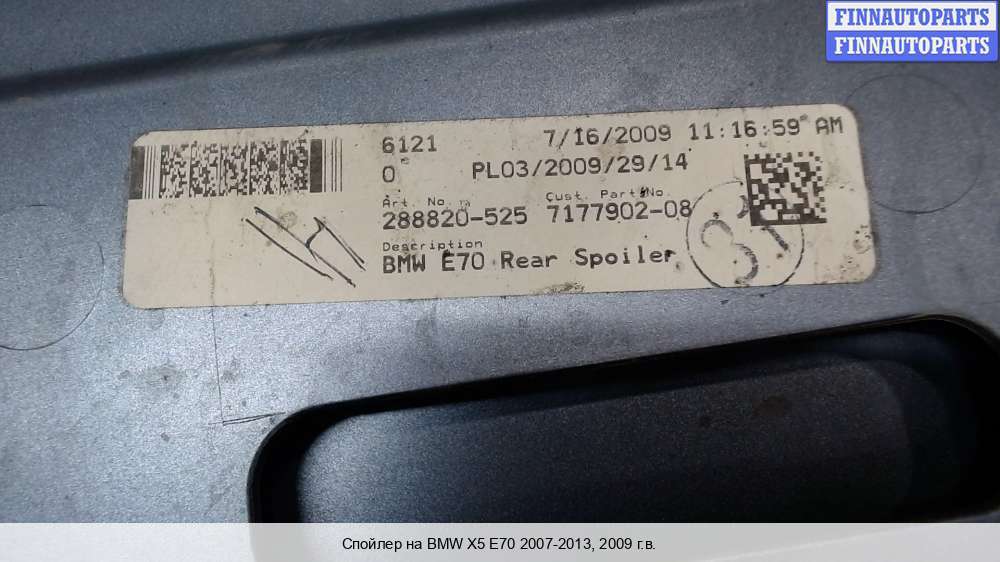 FINNAUTOPARTS
FINNAUTOPARTS
6121 7/16/2009 11:16:59 AM
0 PL03/2009/29/14
Art. No. Cust. Part No.
288820-525 7177902-08
Description
BMW E70 Rear Spoiler
Спойлер на BMW X5 E70 2007-2013, 2009 г.в.